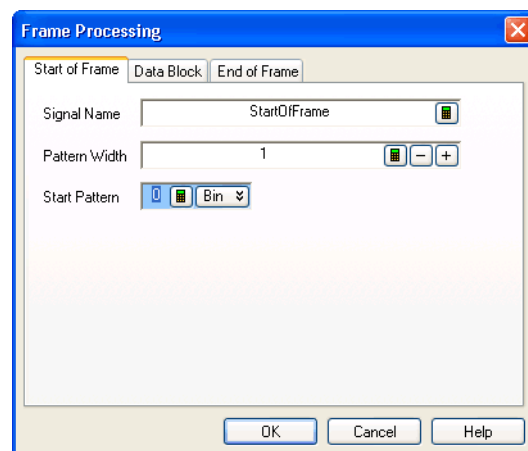 Frame Processing
Start of Frame Data Block End of Frame
Signal Name StartOfFrame
Pattern Width 1
Start Pattern 0 Bin
OK Cancel Help